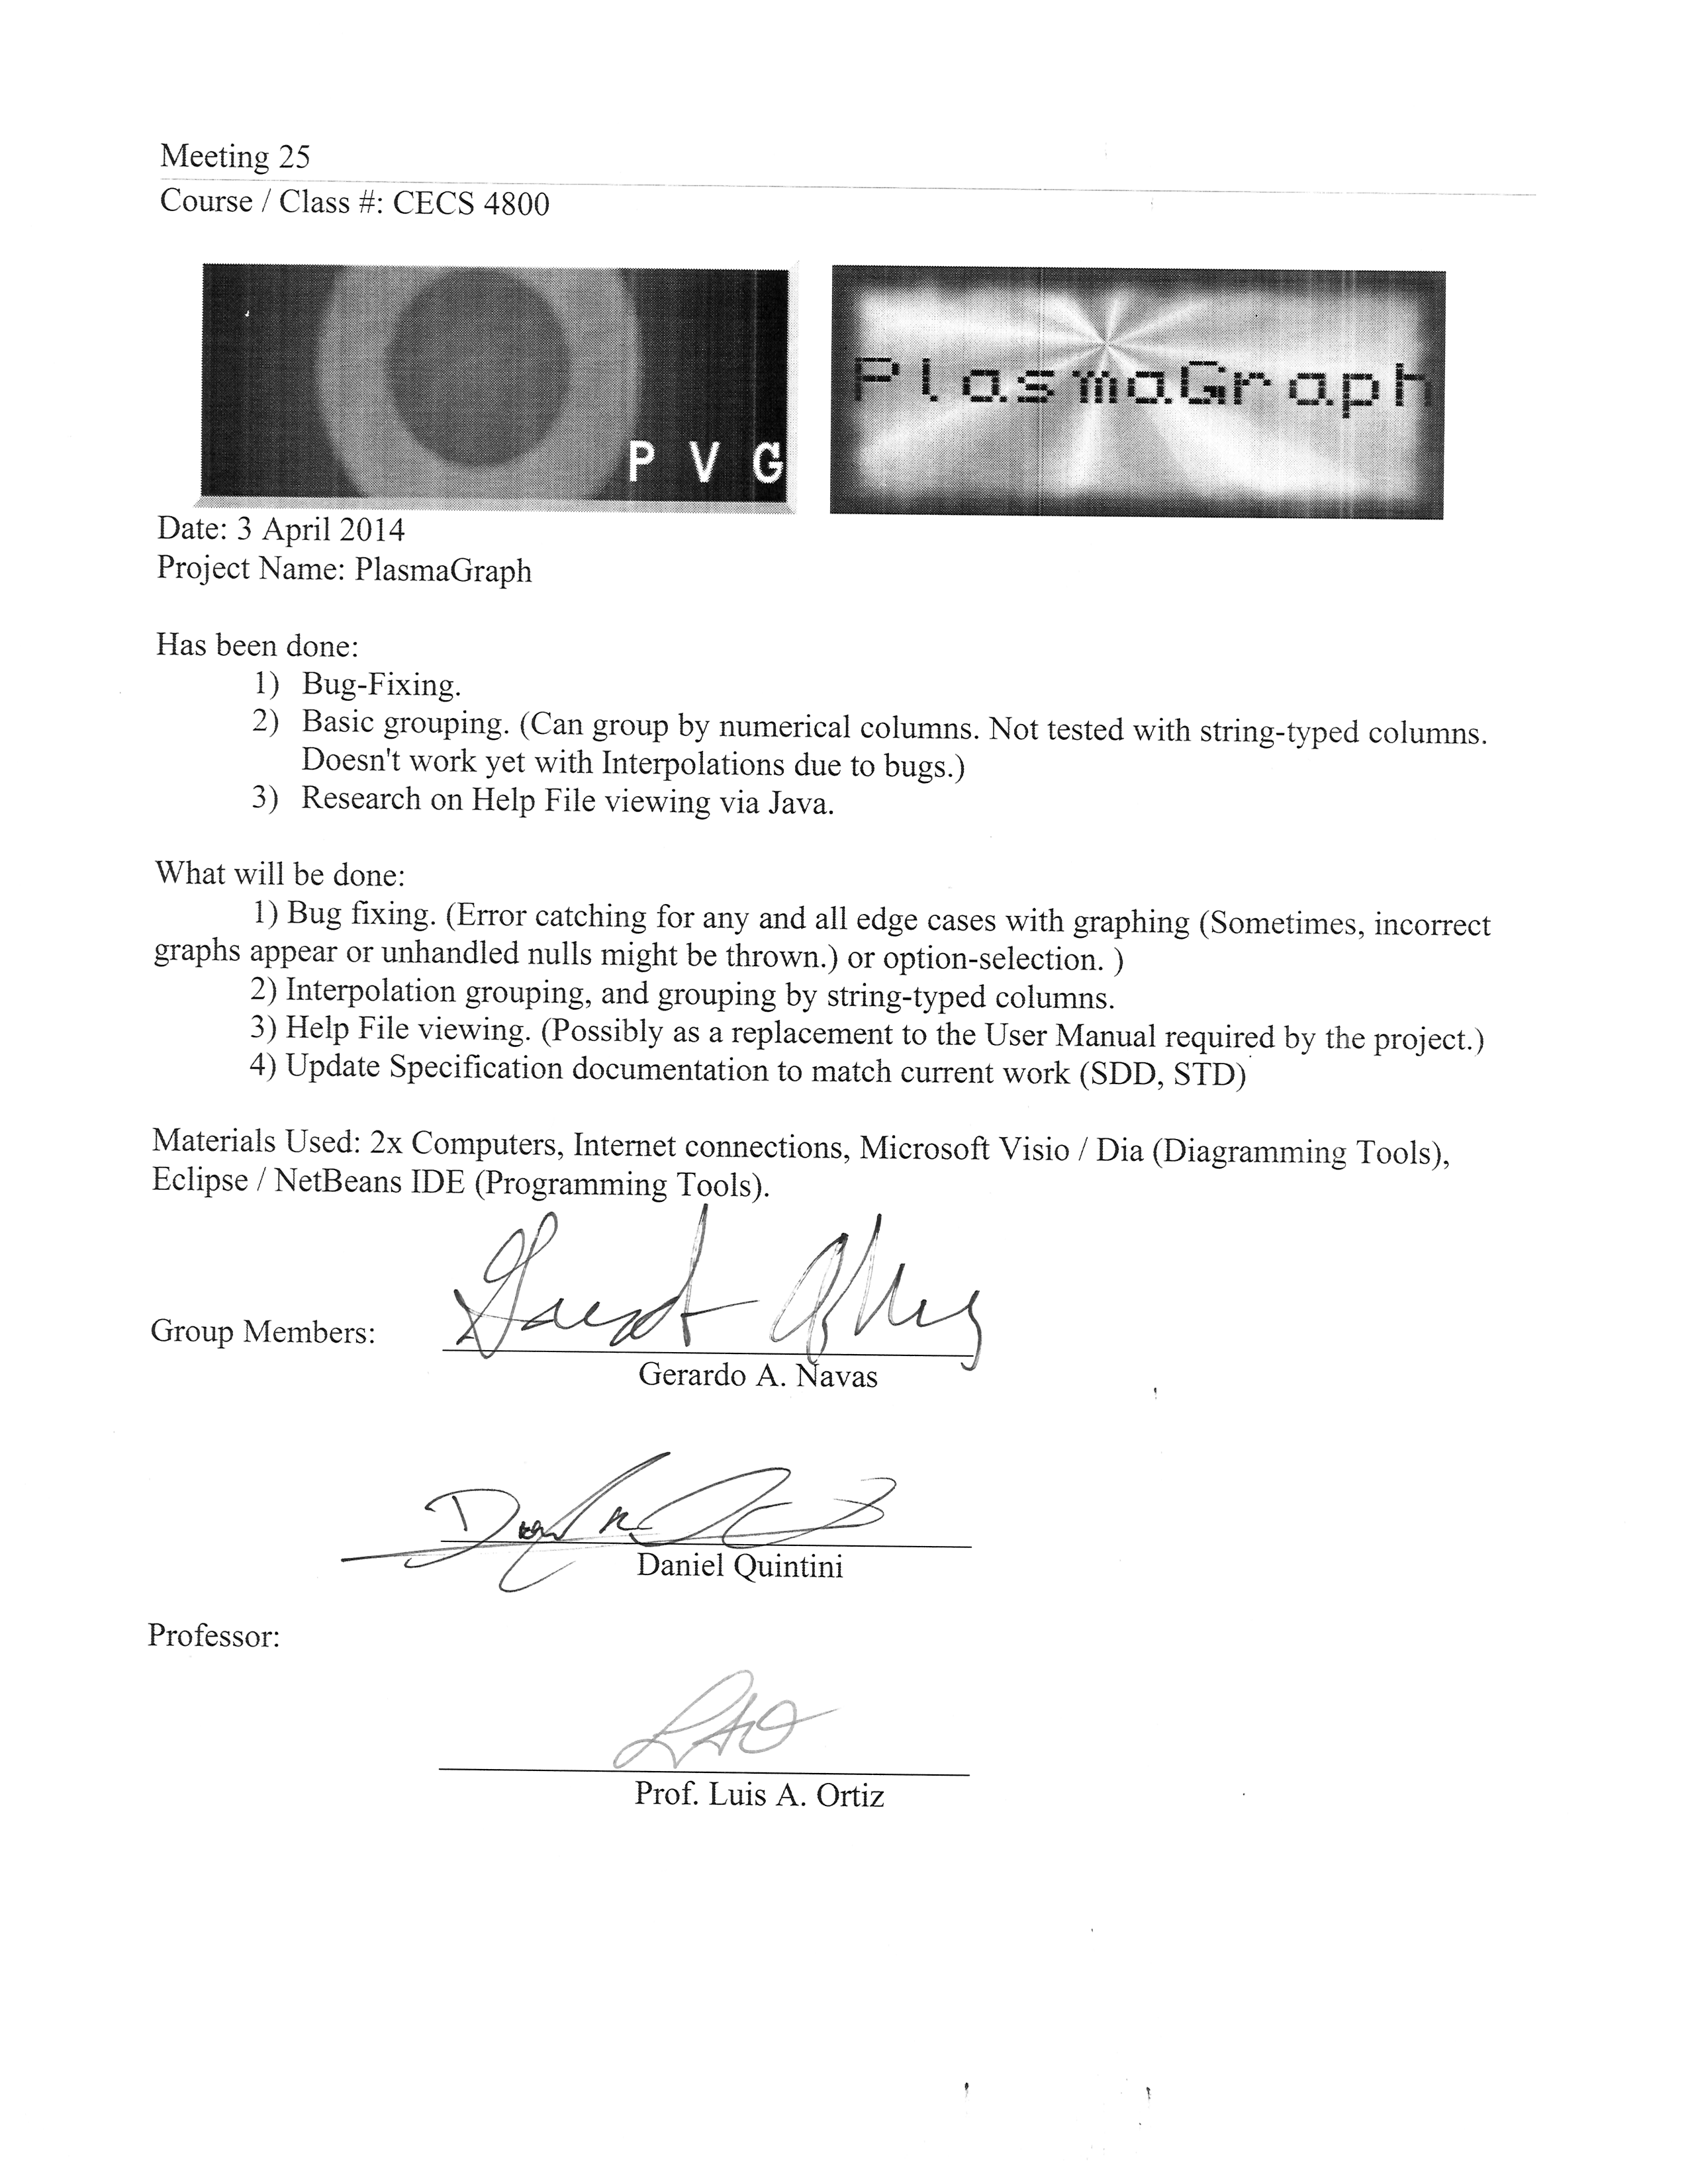 Meeting 25
Course / Class #: CECS 4800
P V G
PlasmaGraph
Date: 3 April 2014
Project Name: PlasmaGraph
Has been done:
1) Bug-Fixing.
2) Basic grouping. (Can group by numerical columns. Not tested with string-typed columns.
Doesn't work yet with Interpolations due to bugs.)
3) Research on Help File viewing via Java.
What will be done:
1) Bug fixing. (Error catching for any and all edge cases with graphing (Sometimes, incorrect
graphs appear or unhandled nulls might be thrown.) or option-selection. )
2) Interpolation grouping, and grouping by string-typed columns.
3) Help File viewing. (Possibly as a replacement to the User Manual required by the project.)
4) Update Specification documentation to match current work (SDD, STD)
Materials Used: 2x Computers, Internet connections, Microsoft Visio / Dia (Diagramming Tools),
Eclipse / NetBeans IDE (Programming Tools).
Group Members:
Gerardo A. Navas
Daniel Quintini
Professor:
Prof. Luis A. Ortiz